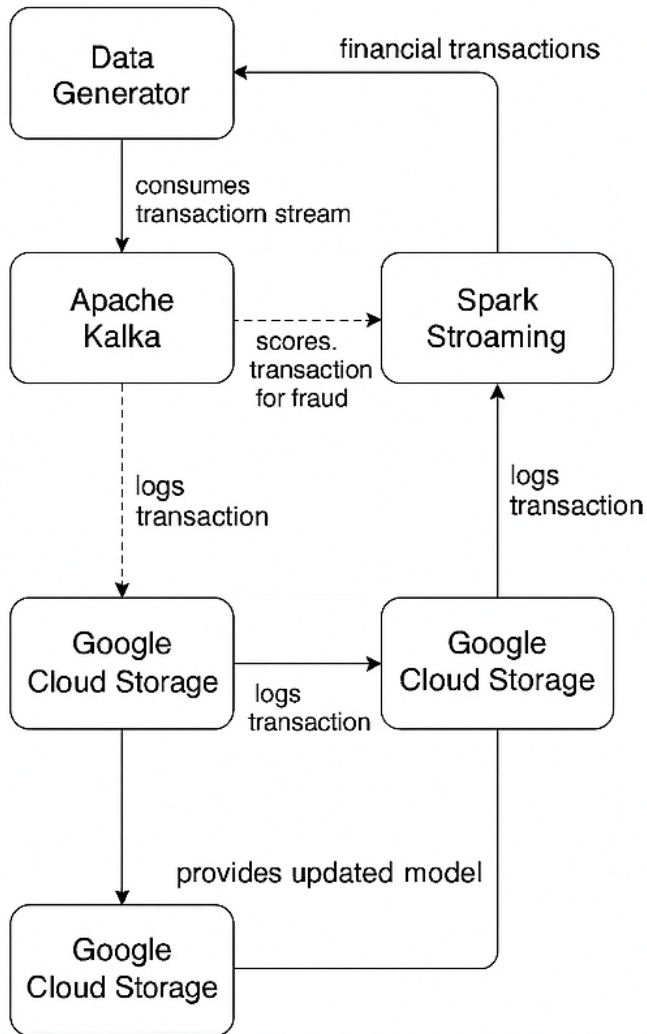 Data
Generator
financial transactions
consumes
transactiorn stream
Apache
Kalka
scores.
transaction
for fraud
Spark
Stroaming
logs
transaction
logs
transaction
Google
Cloud Storage
logs
transaction
Google
Cloud Storage
provides updated model
Google
Cloud Storage